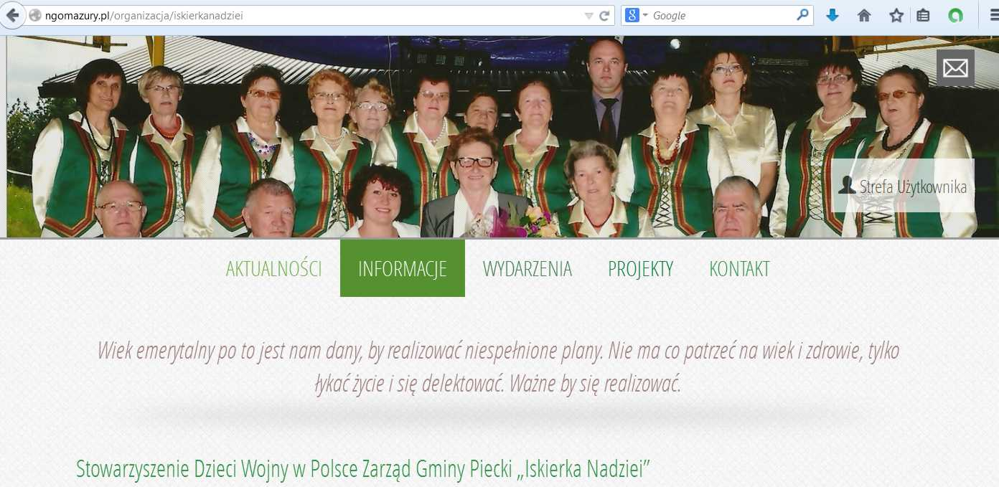 ngomazury.pl/organizacja/iskierkanadziei
8 Google
Strefa Użytkownika
AKTUALNOŚCI INFORMACJE WYDARZENIA PROJEKTY KONTAKT
Wiek emerytalny po to jest nam dany, by realizować niespełnione plany. Nie ma co patrzeć na wiek i zdrowie, tylko
łykać życie i się delektować. Ważne by się realizować.
Stowarzyszenie Dzieci Wojny w Polsce Zarząd Gminy Piecki „Iskierka Nadziei”